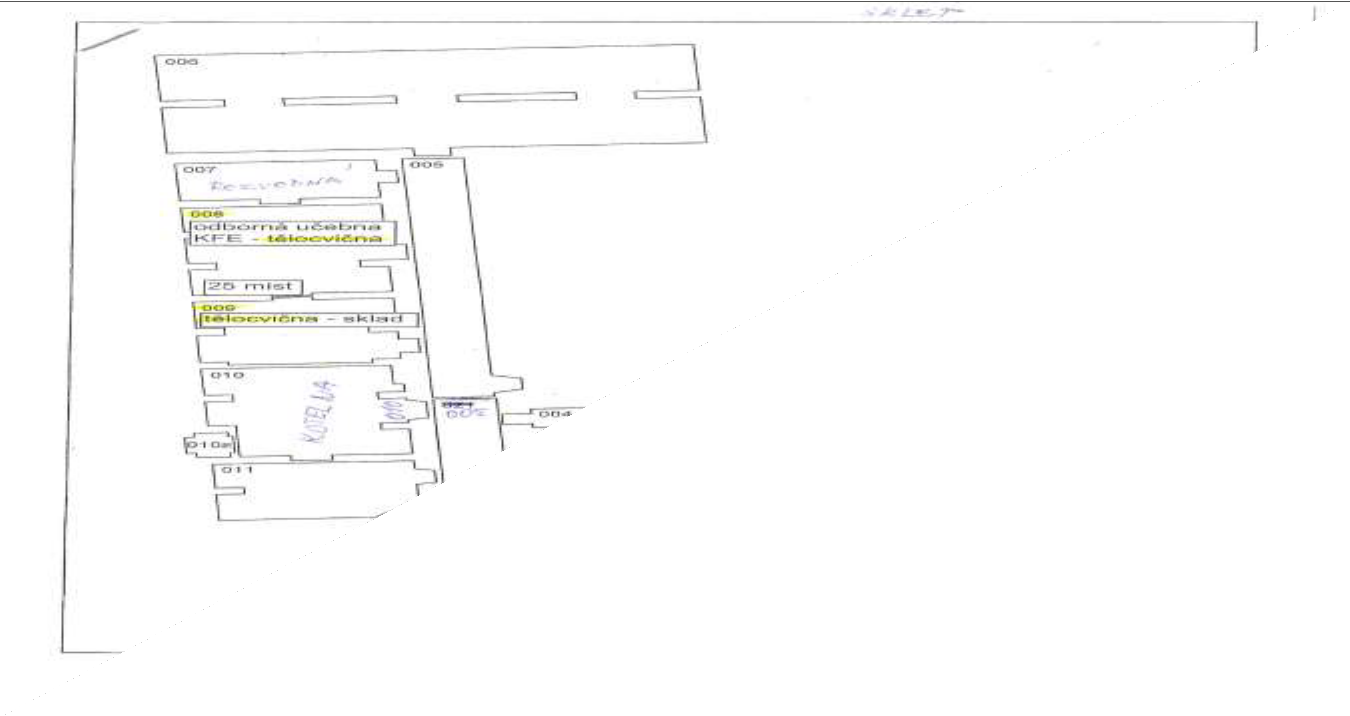 006
007
005
ROZVODNA
008
odborná učebna
KFE - tělocvična
25 míst
009
tělocvična - sklad
010
KOTELNA
010
004
010a
011